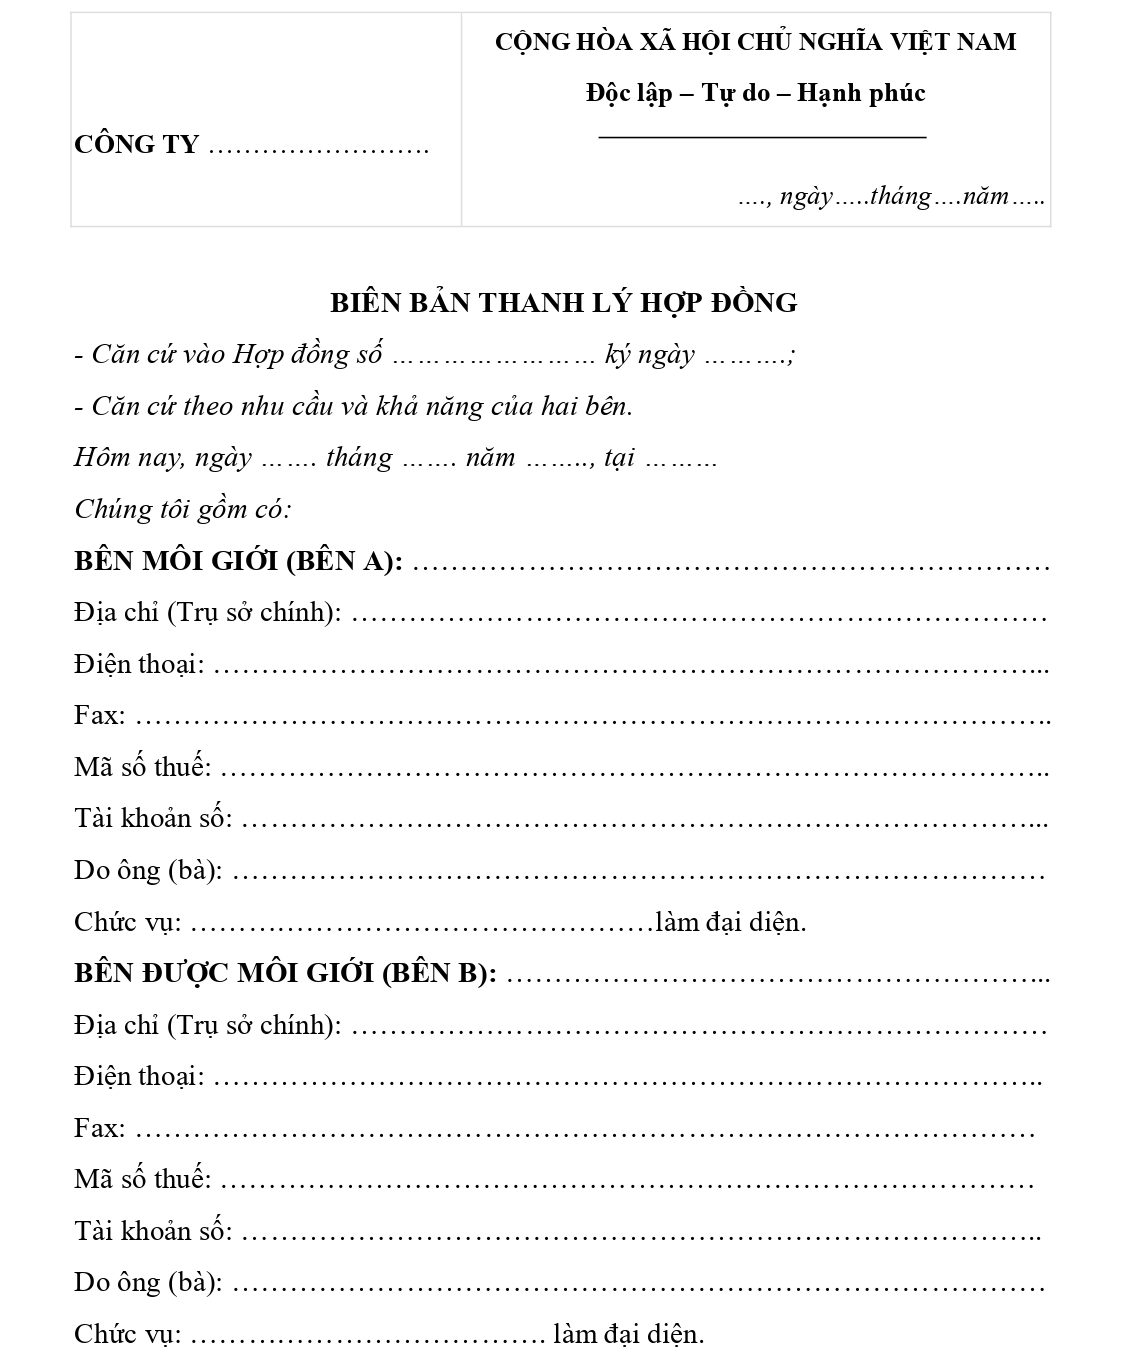 CỘNG HÒA XÃ HỘI CHỦ NGHĨA VIỆT NAM
Độc lập – Tự do – Hạnh phúc
CÔNG TY …………………….
…., ngày…..tháng….năm…..
BIÊN BẢN THANH LÝ HỢP ĐỒNG
- Căn cứ vào Hợp đồng số …………………… ký ngày ……….;
- Căn cứ theo nhu cầu và khả năng của hai bên.
Hôm nay, ngày ……. tháng ……. năm …….., tại ………
Chúng tôi gồm có:
BÊN MÔI GIỚI (BÊN A): …………………………………………………………
Địa chỉ (Trụ sở chính): ………………………………………………………………
Điện thoại: …………………………………………………………………………...
Fax: …………………………………………………………………………………..
Mã số thuế: …………………………………………………………………………..
Tài khoản số: ………………………………………………………………………...
Do ông (bà): …………………………………………………………………………
Chức vụ: …………………………………………làm đại diện.
BÊN ĐƯỢC MÔI GIỚI (BÊN B): ………………………………………………...
Địa chỉ (Trụ sở chính): ………………………………………………………………
Điện thoại: …………………………………………………………………………..
Fax: …………………………………………………………………………………
Mã số thuế: …………………………………………………………………………
Tài khoản số: ………………………………………………………………………..
Do ông (bà): …………………………………………………………………………
Chức vụ: ………………………………. làm đại diện.